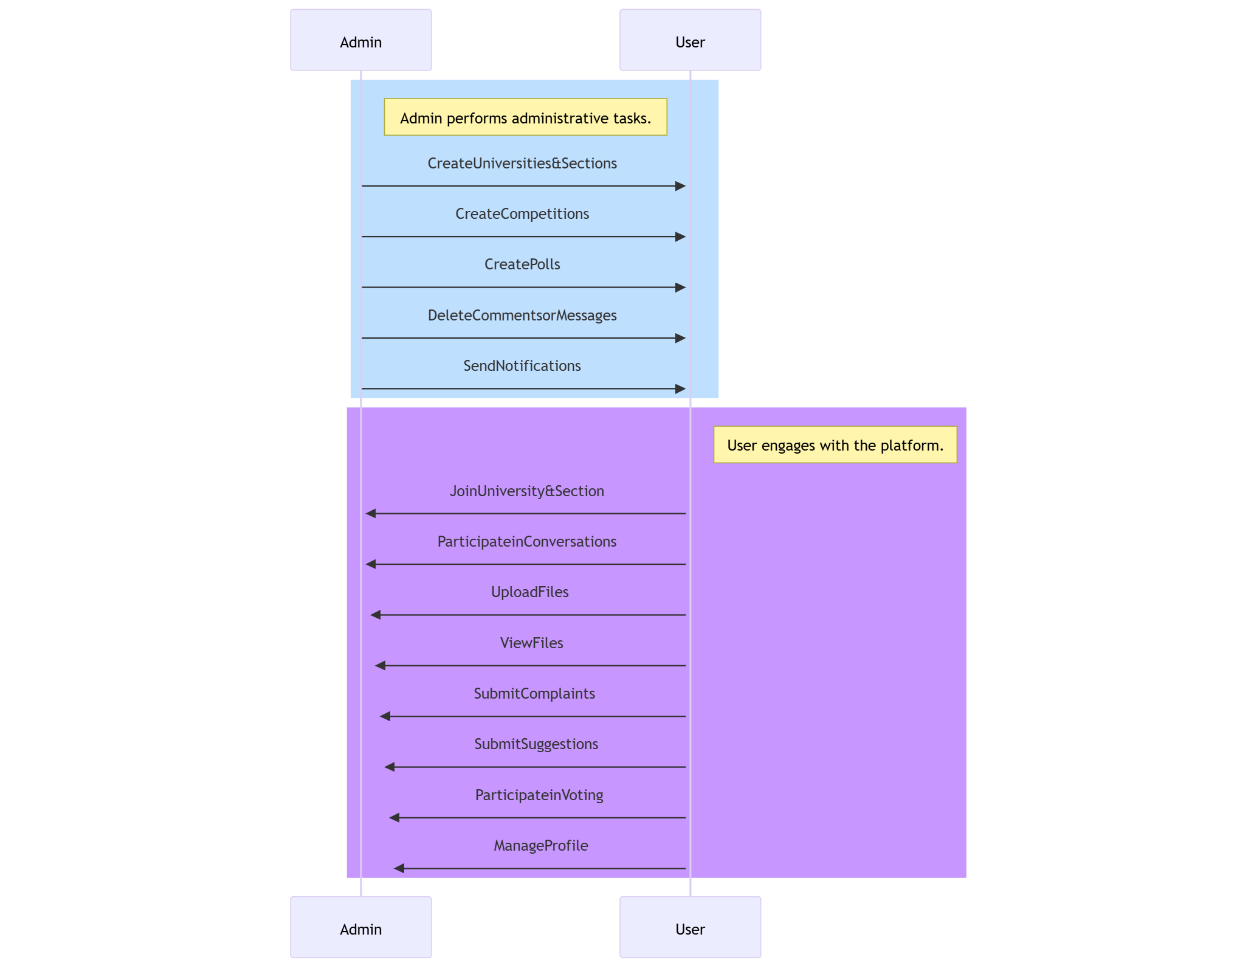 Admin
User
Admin performs administrative tasks.
CreateUniversities&Sections
CreateCompetitions
CreatePolls
DeleteCommentsorMessages
SendNotifications
User engages with the platform.
JoinUniversity&Section
ParticipateinConversations
UploadFiles
ViewFiles
SubmitComplaints
SubmitSuggestions
ParticipateinVoting
ManageProfile
Admin
User